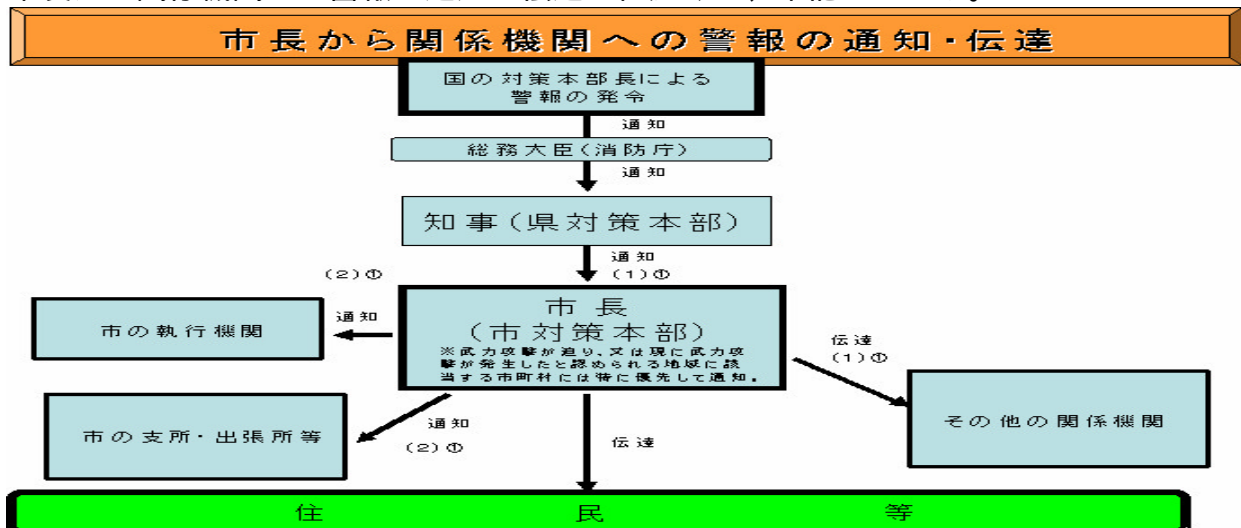 市長から関係機関への警報の通知・伝達
国の対策本部長による
警報の発令
通知
総務大臣(消防庁)
通知
知事(県対策本部)
通知
(1)①
(2)①
市長
(市対策本部)
※武力攻撃が迫り、又は現に武力攻
撃が発生したと認められる地域に該
当する市町村には特に優先して通知。
通知
市の執行機関
伝達
(1)①
通知
(2)①
市の支所・出張所等
伝達
その他の関係機関
住民等